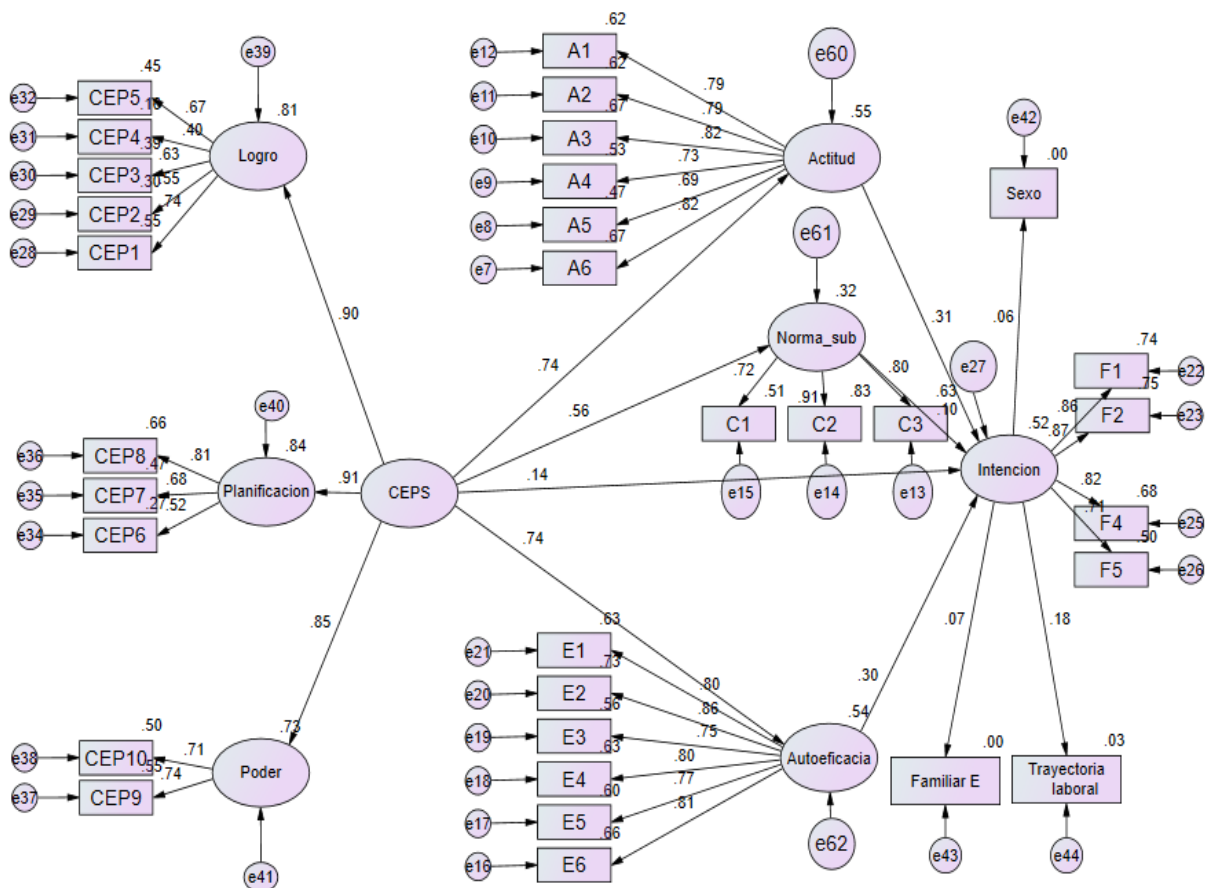 .62
e12
A1
e39
e60
.62
.79
e11
A2
.45
e32
CEP5
.67
.81
.79
.67
e10
A3
.82
.55
e42
.16
e31
CEP4
.40
Logro
.53
e9
A4
.73
Actitud
.00
.39
e30
CEP3
.63
.55
.47
e8
A5
.69
Sexo
.30
e29
CEP2
.74
.67
.82
e61
.55
e28
CEP1
e7
A6
.32
.90
.31
.06
Norma_sub
.74
e27
.74
F1
e22
.72
.80
.75
e40
.56
.51
.91
.83
.63
.86
F2
e23
.66
C1
C2
C3
.10
.52
.87
e36
CEP8
.81
.84
.47
.68
Intencion
e35
CEP7
Planificacion
.91
CEPS
.14
.82
.68
.27
.52
e15
e14
e13
.71
F4
e25
e34
CEP6
.50
.74
F5
e26
.85
.63
.07
.18
e21
E1
.73
.80
.30
e20
E2
.86
.54
.50
.73
.56
e19
E3
.75
e38
CEP10
.71
.63
.80
Autoeficacia
.00
.03
.55
.74
Poder
e18
E4
.77
Familiar E
Trayectoria
laboral
e37
CEP9
.60
e17
E5
.81
e62
.66
e43
e44
e41
e16
E6